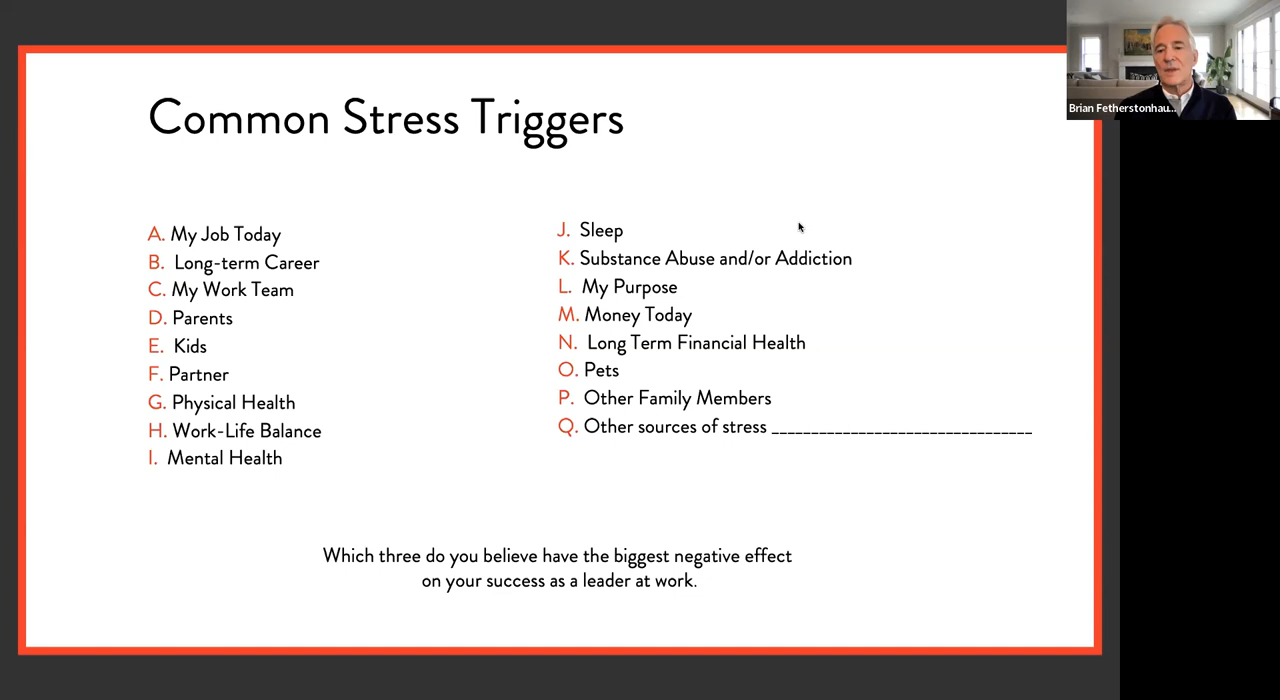 Common Stress Triggers
A. My Job Today
B. Long-term Career
C. My Work Team
D. Parents
E. Kids
F. Partner
G. Physical Health
H. Work-Life Balance
I. Mental Health
J. Sleep
K. Substance Abuse and/or Addiction
L. My Purpose
M. Money Today
N. Long Term Financial Health
O. Pets
P. Other Family Members
Q. Other sources of stress _________________________________
Which three do you believe have the biggest negative effect
on your success as a leader at work.
Brian Fetherstonhau...